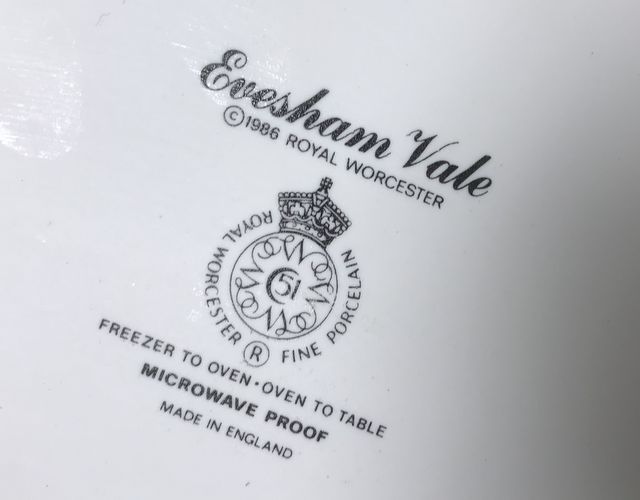 Evesham Vale
©1986 ROYAL WORCESTER
ROYAL WORCESTER ® FINE PORCELAIN
51
FREEZER TO OVEN • OVEN TO TABLE
MICROWAVE PROOF
MADE IN ENGLAND